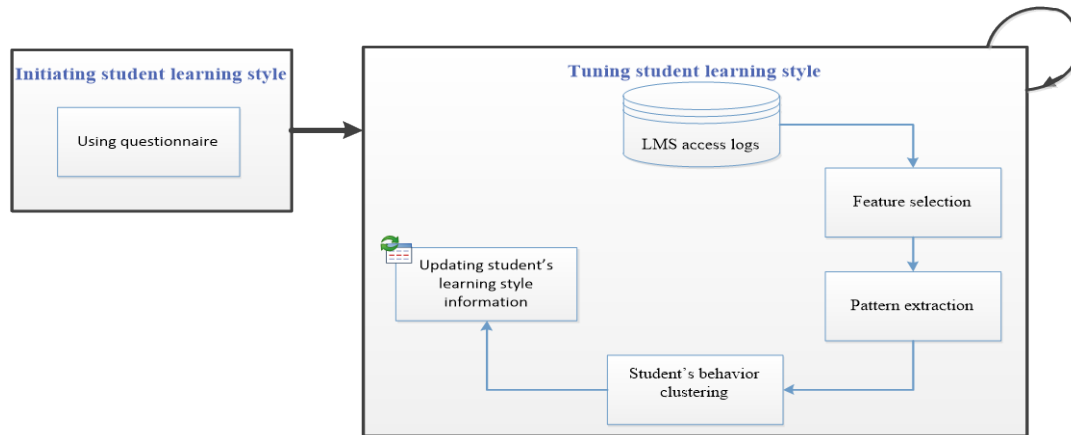 Initiating student learning style
Using questionnaire
Tuning student learning style
LMS access logs
Feature selection
Pattern extraction
Student`s behavior
clustering
Updating student’s
learning style
information